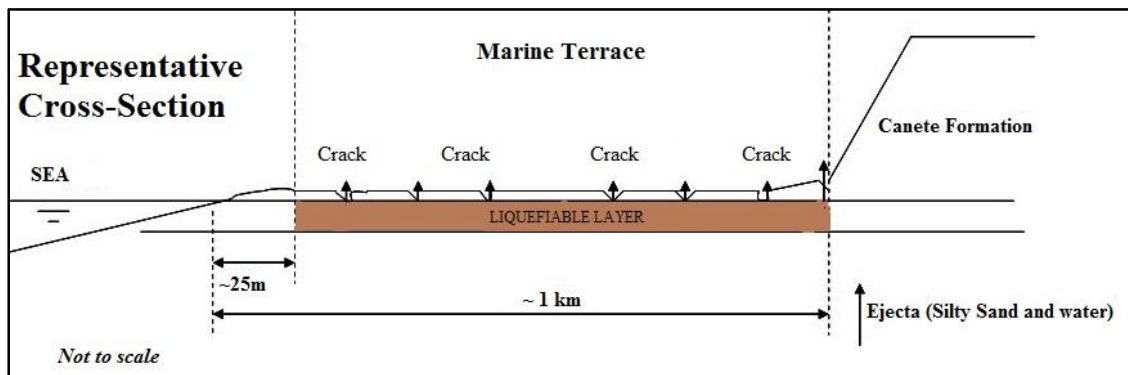 Representative
Cross-Section
Marine Terrace
Canete Formation
Crack
Crack
Crack
Crack
SEA
LIQUEFIABLE LAYER
~25m
~ 1 km
Ejecta (Silty Sand and water)
Not to scale